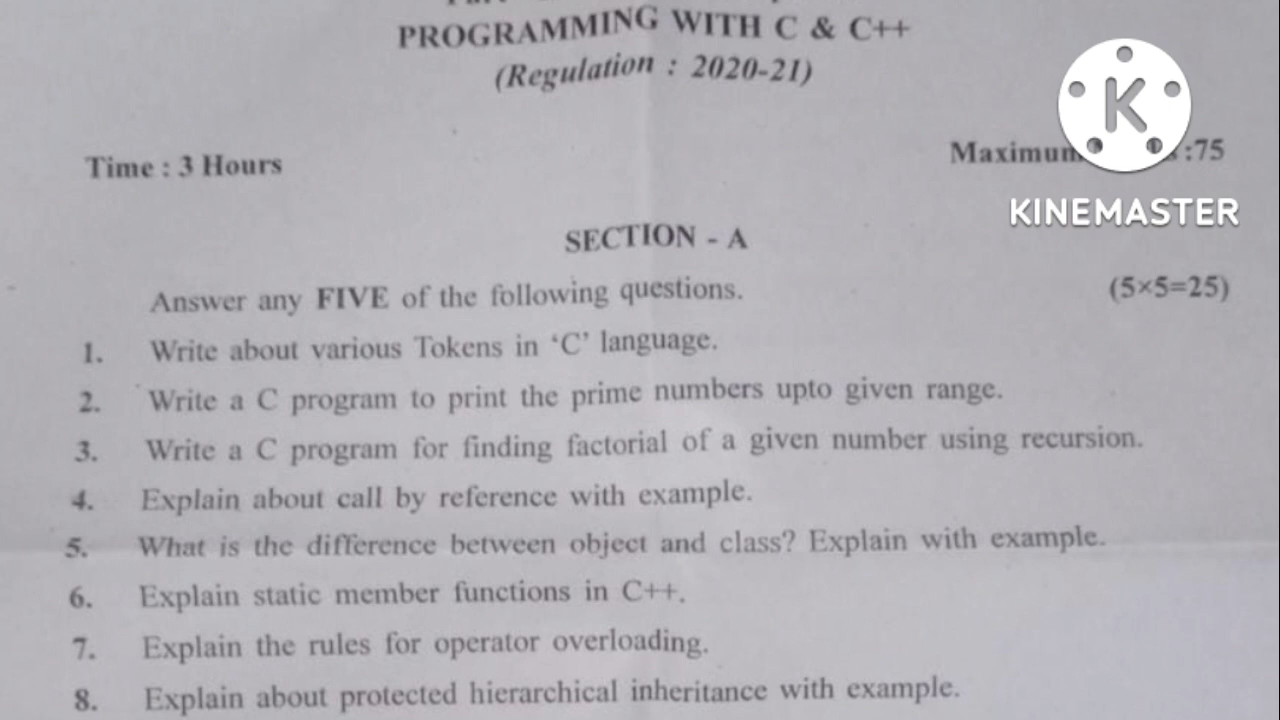 PROGRAMMING WITH C & C++
(Regulation : 2020-21)
Time : 3 Hours
Maximum :75
KINEMASTER
SECTION - A
Answer any FIVE of the following questions. (5×5=25)
1. Write about various Tokens in ‘C’ language.
2. Write a C program to print the prime numbers upto given range.
3. Write a C program for finding factorial of a given number using recursion.
4. Explain about call by reference with example.
5. What is the difference between object and class? Explain with example.
6. Explain static member functions in C++.
7. Explain the rules for operator overloading.
8. Explain about protected hierarchical inheritance with example.